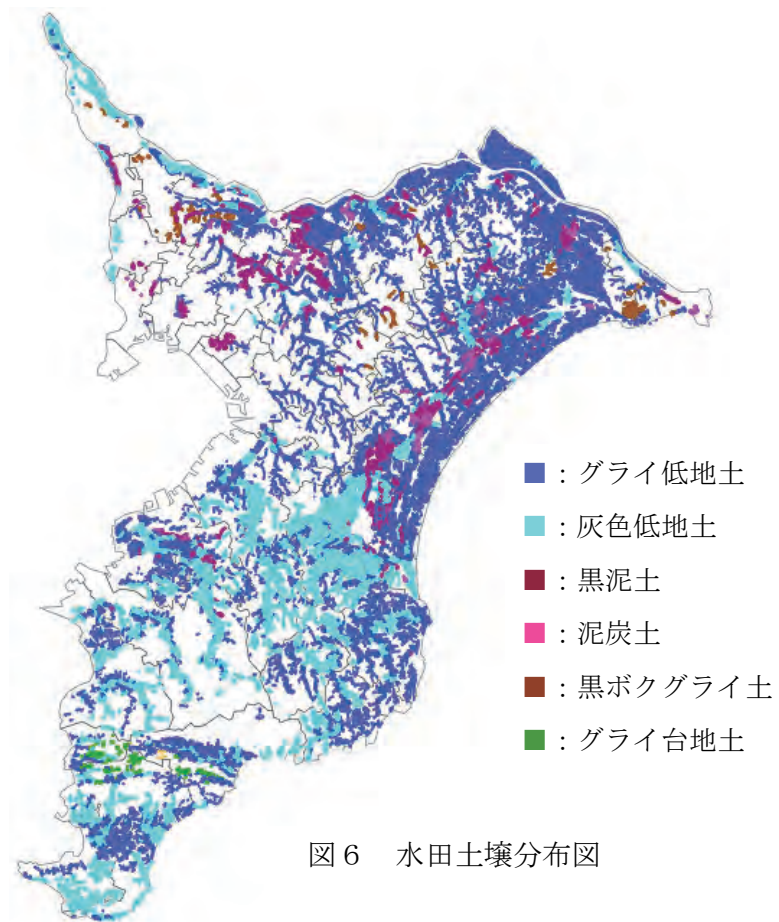 ■：グライ低地土
■：灰色低地土
■：黒泥土
■：泥炭土
■：黒ボクグライ土
■：グライ台地土
図６　水田土壌分布図